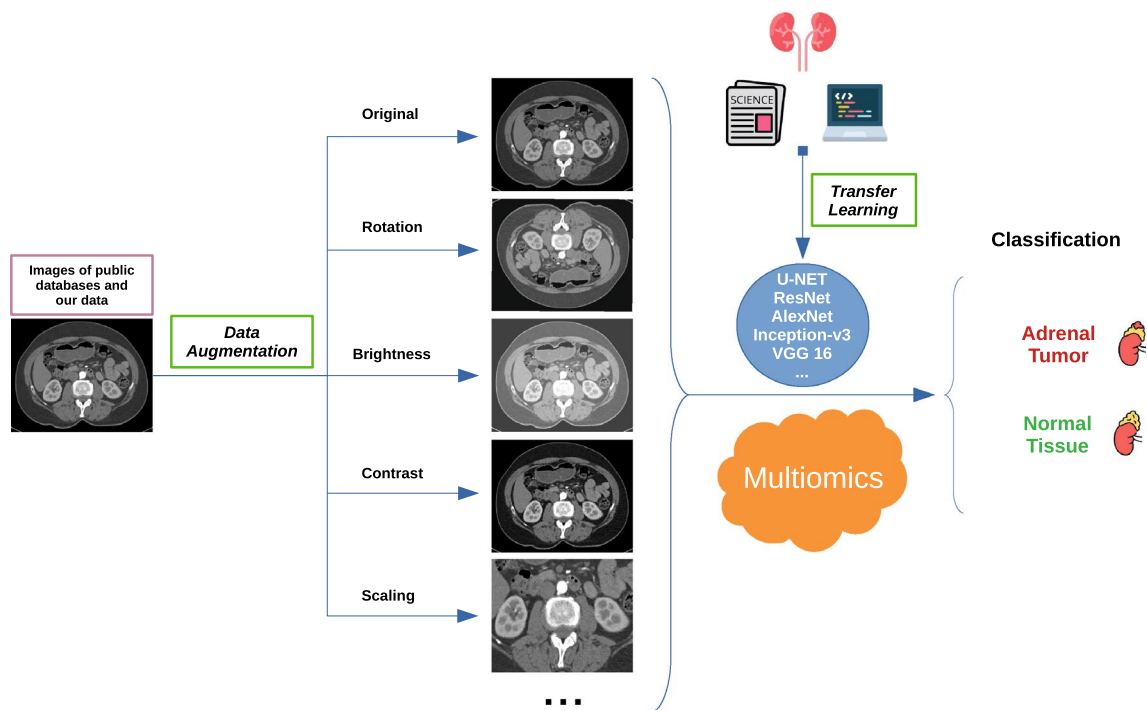 Images of public
databases and
our data
Data
Augmentation
Original
Rotation
Brightness
Contrast
Scaling
...
SCIENCE
</>
Transfer
Learning
U-NET
ResNet
AlexNet
Inception-v3
VGG 16
...
Multiomics
Classification
Adrenal
Tumor
Normal
Tissue